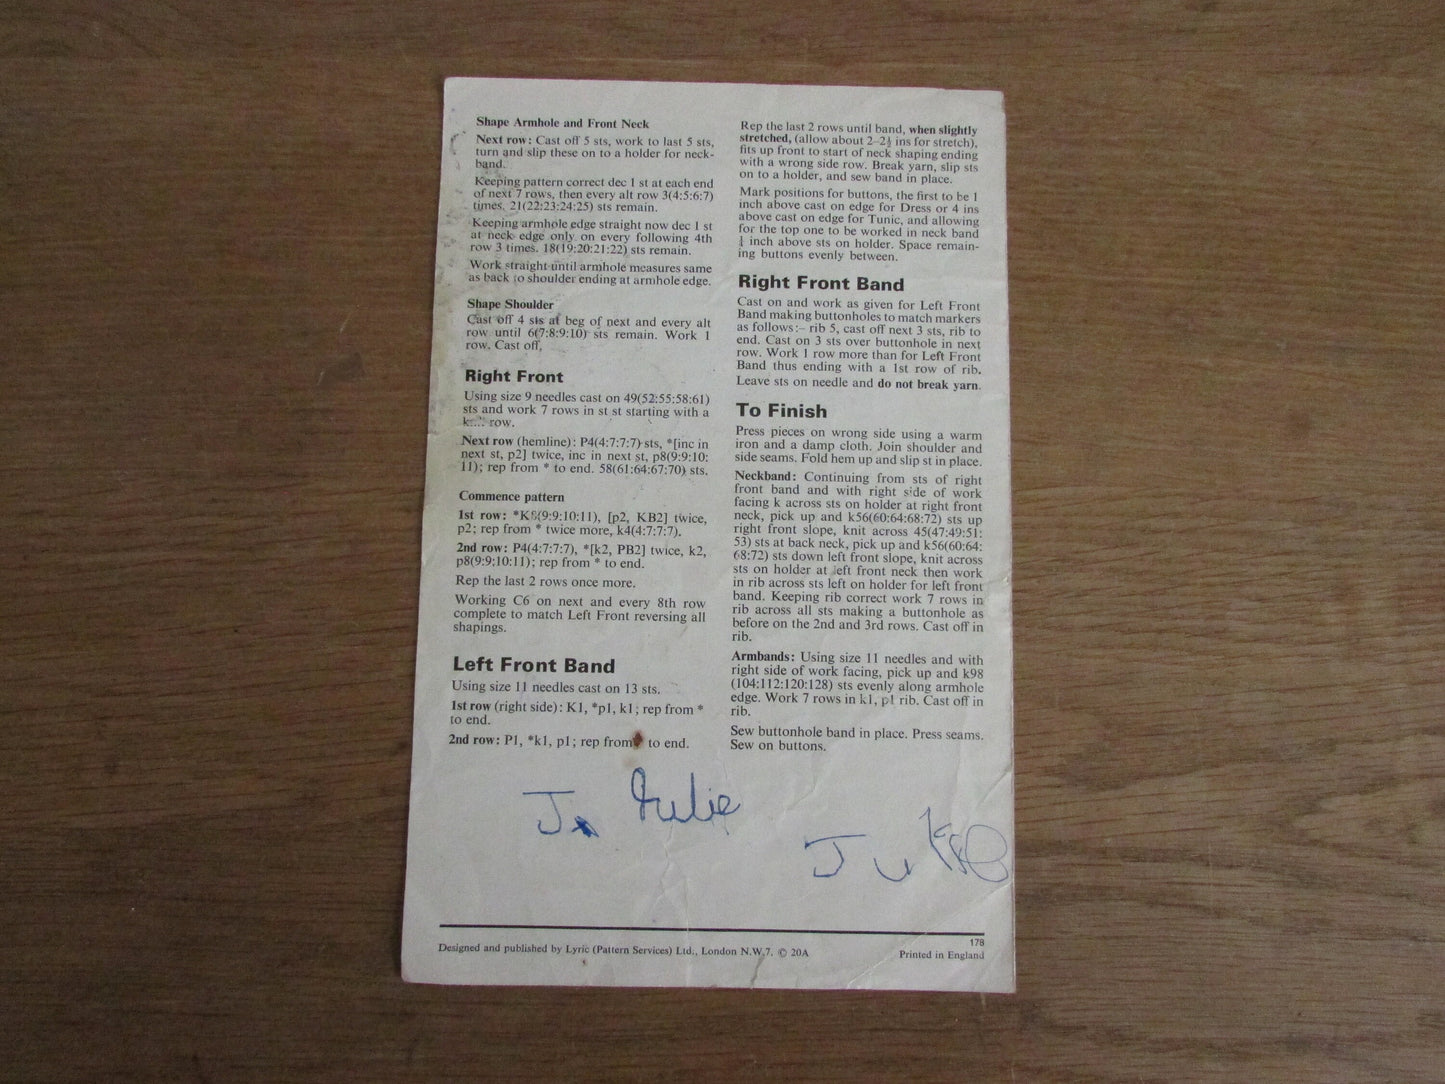 Shape Armhole and Front Neck
Next row: Cast off 5 sts, work to last 5 sts,
turn and slip these on to a holder for neck-
band.
Keeping pattern correct dec 1 st at each end
of next 7 rows, then every alt row 3(4:5:6:7)
times. 21(22:23:24:25) sts remain.
Keeping armhole edge straight now dec 1 st
at neck edge only on every following 4th
row 3 times. 18(19:20:21:22) sts remain.
Work straight until armhole measures same
as back to shoulder ending at armhole edge.
Shape Shoulder
Cast off 4 sts at beg of next and every alt
row until 6(7:8:9:10) sts remain. Work 1
row. Cast off.
Right Front
Using size 9 needles cast on 49(52:55:58:61)
sts and work 7 rows in st st starting with a
row.
Next row (hemline): P4(4:7:7:7) sts, *[inc in
next st, p2] twice, inc in next st, p8(9:9:10:
11); rep from * to end. 58(61:64:67:70) sts.
Commence pattern
1st row: *K8(9:9:10:11), [p2, KB2] twice,
p2; rep from * twice more, k4(4:7:7:7).
2nd row: P4(4:7:7:7), *[k2, PB2] twice, k2,
p8(9:9:10:11); rep from * to end.
Rep the last 2 rows once more.
Working C6 on next and every 8th row
complete to match Left Front reversing all
shapings.
Left Front Band
Using size 11 needles cast on 13 sts.
1st row (right side): K1, *p1, k1; rep from *
to end.
2nd row: P1, *k1, p1; rep from to end.
Rep the last 2 rows until band, when slightly
stretched, (allow about 2–2½ ins for stretch),
fits up front to start of neck shaping ending
with a wrong side row. Break yarn, slip sts
on to a holder, and sew band in place.
Mark positions for buttons, the first to be 1
inch above cast on edge for Dress or 4 ins
above cast on edge for Tunic, and allowing
for the top one to be worked in neck band
inch above sts on holder. Space remain-
ing buttons evenly between.
Right Front Band
Cast on and work as given for Left Front
Band making buttonholes to match markers
as follows:– rib 5, cast off next 3 sts, rib to
end. Cast on 3 sts over buttonhole in next
row. Work 1 row more than for Left Front
Band thus ending with a 1st row of rib.
Leave sts on needle and do not break yarn.
To Finish
Press pieces on wrong side using a warm
iron and a damp cloth. Join shoulder and
side seams. Fold hem up and slip st in place.
Neckband: Continuing from sts of right
front band and with right side of work
facing k across sts on holder at right front
neck, pick up and k56(60:64:68:72) sts up
right front slope, knit across 45(47:49:51:
53) sts at back neck, pick up and k56(60:64:
68:72) sts down left front slope, knit across
sts on holder at left front neck then work
in rib across sts left on holder for left front
band. Keeping rib correct work 7 rows in
rib across all sts making a buttonhole as
before on the 2nd and 3rd rows. Cast off in
rib.
Armbands: Using size 11 needles and with
right side of work facing, pick up and k98
(104:112:120:128) sts evenly along armhole
edge. Work 7 rows in k1, p1 rib. Cast off in
rib.
Sew buttonhole band in place. Press seams.
Sew on buttons.
Julie
178
Designed and published by Lyric (Pattern Services) Ltd., London N.W.7. © 20A
Printed in England